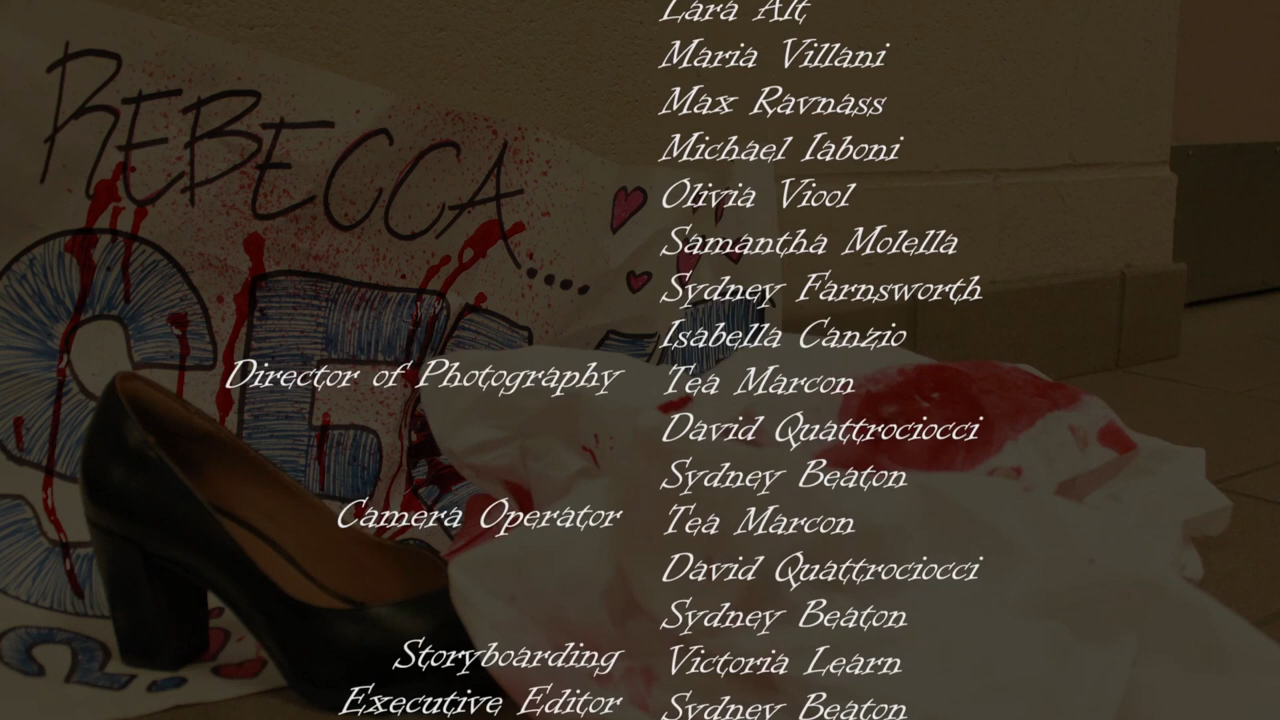 Lara Alt
Maria Villani
Max Ravnass
Michael Iaboni
Olivia Viool
Samantha Molella
Sydney Farnsworth
Isabella Canzio
Director of Photography Tea Marcon
David Quattrociocci
Sydney Beaton
Camera Operator Tea Marcon
David Quattrociocci
Sydney Beaton
Storyboarding Victoria Learn
Executive Editor Sydney Beaton
REBECCA....